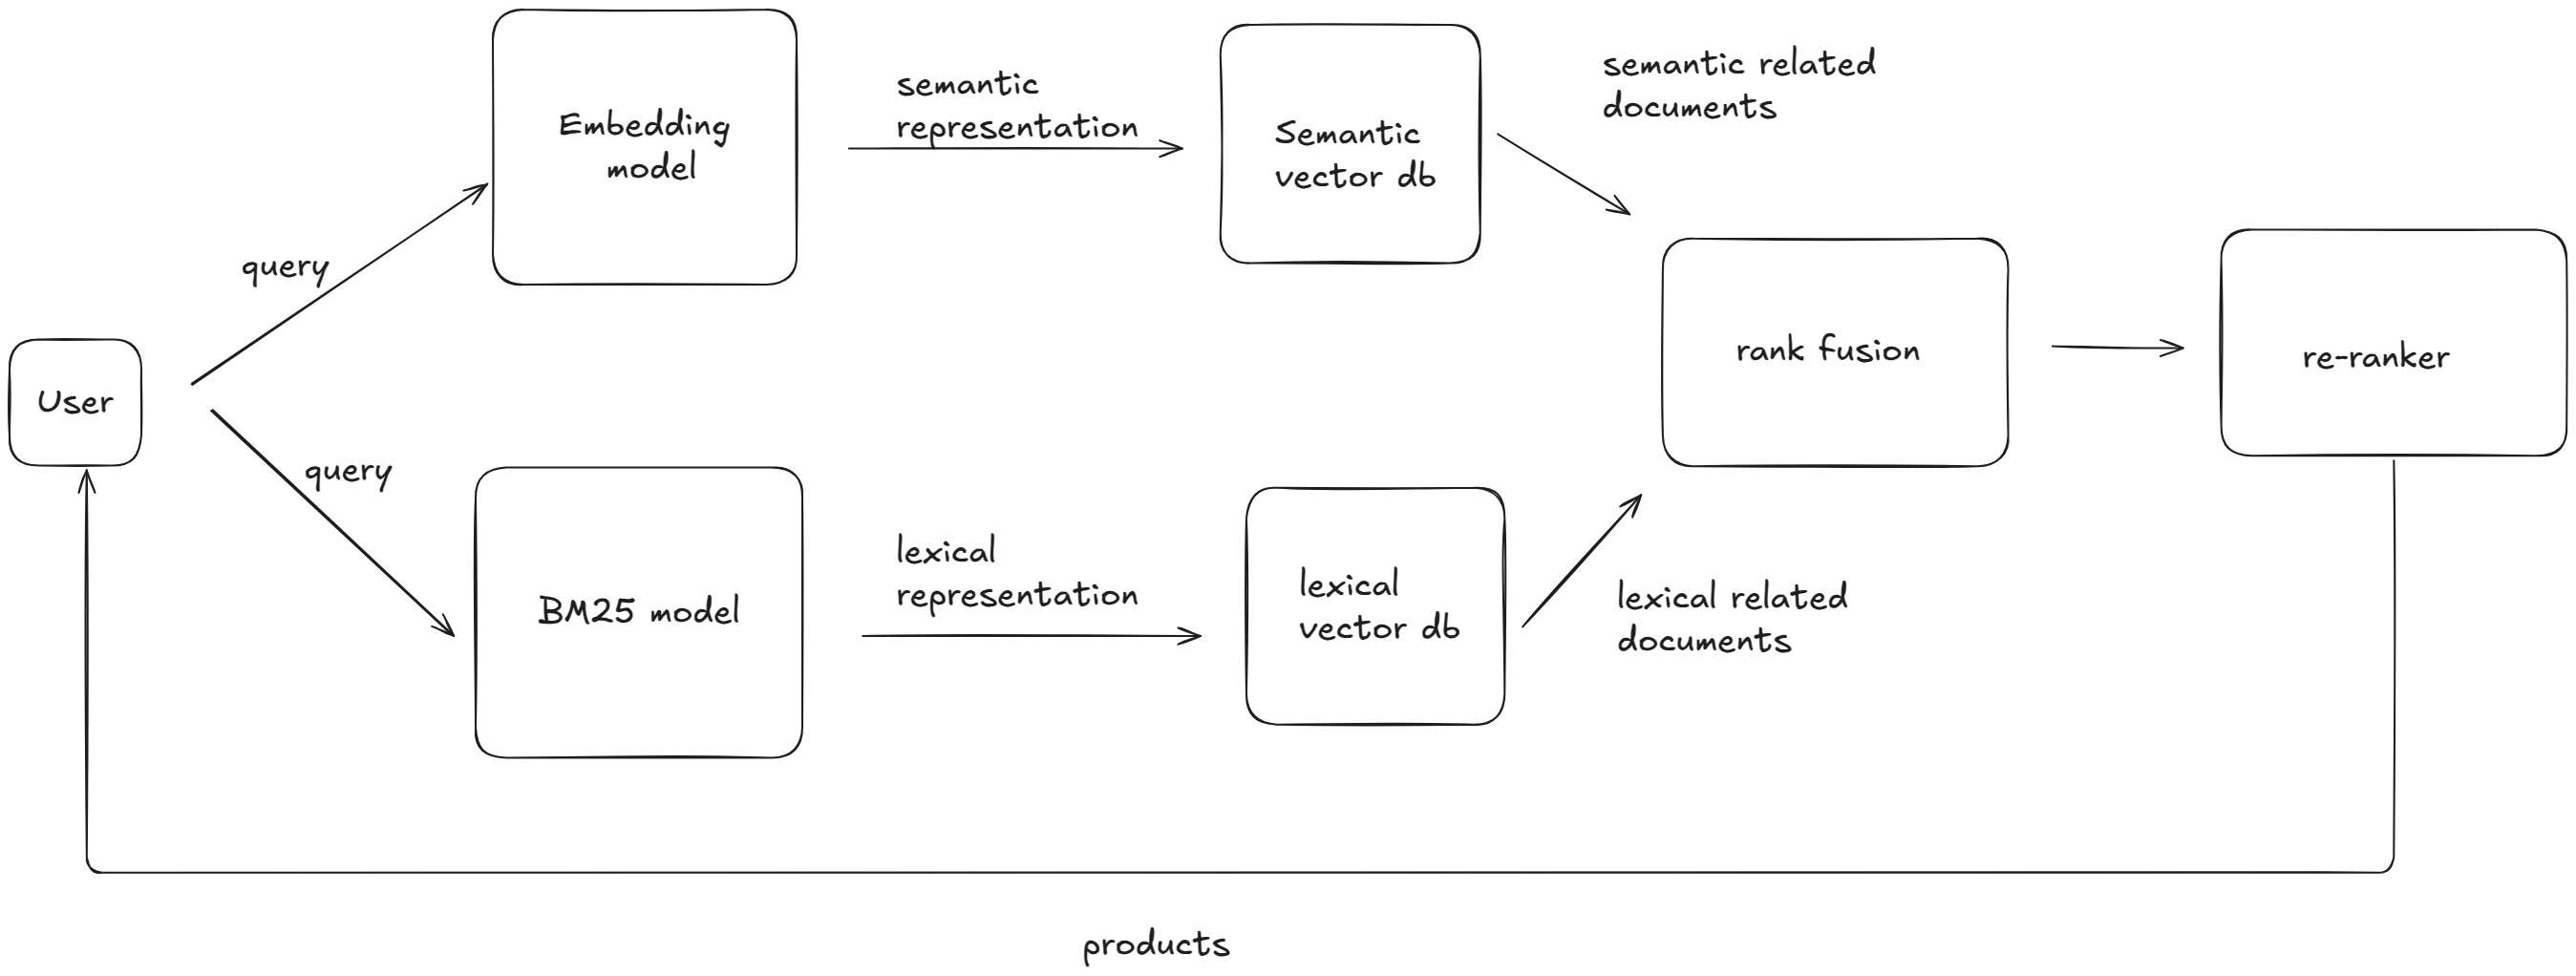 Embedding
model
semantic
representation
Semantic
vector db
semantic related
documents
query
User
rank fusion
re-ranker
query
BM25 model
lexical
representation
lexical
vector db
lexical related
documents
products